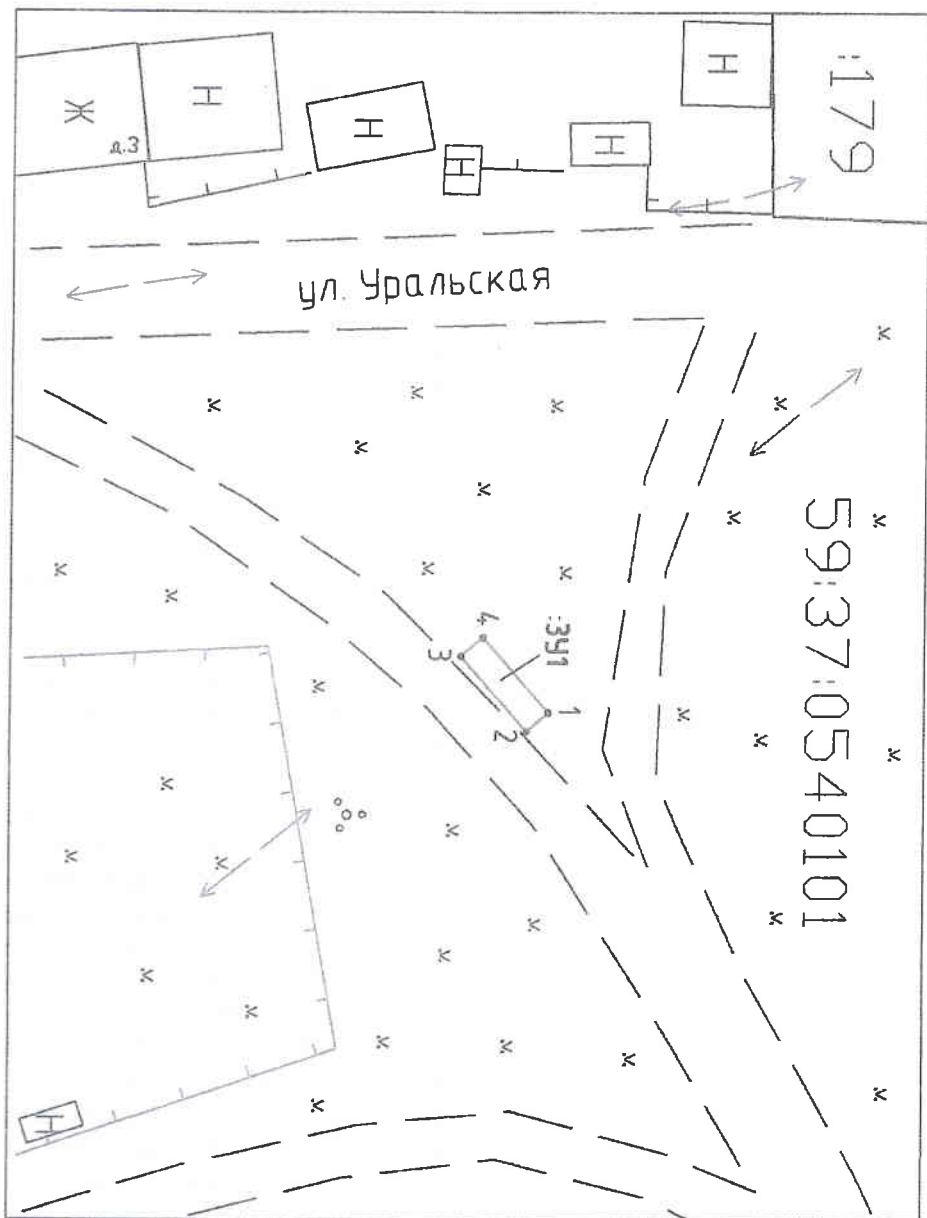 :179
Н
Н
Н
Н
Н
Ж
д.3
ул. Уральская
59:37:0540101
:ЗУ1
4
3
1
2
Н